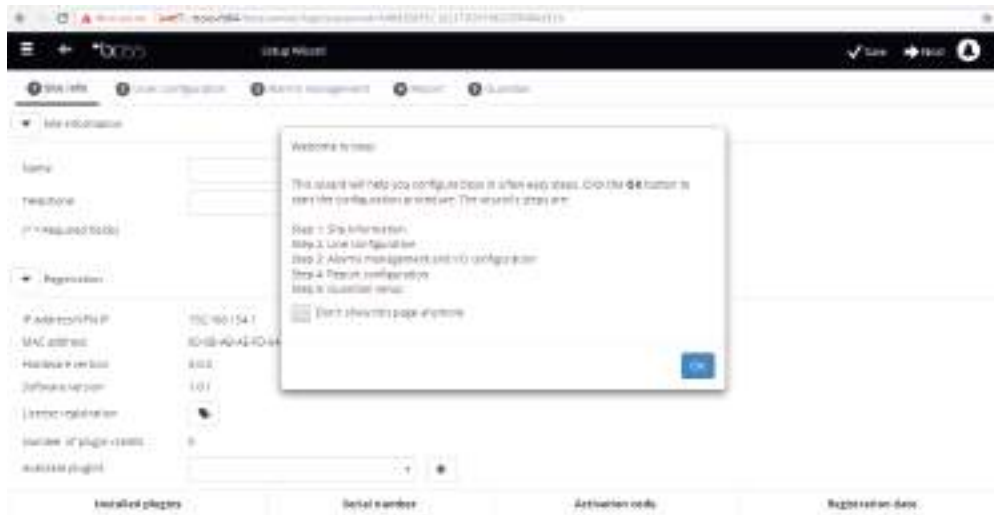 boss Setup Wizard Save Next
Site info Line configuration Alarms management Report Guardian
Site information
Name
Telephone
(* = Required fields)
Registration
IP address/VPN IP
MAC address
Hardware version
Software version
License registration
Number of plugin credits
Available plugins
Installed plugins Serial number Activation code Registration date
Welcome to boss
This wizard will help you configure boss in a few easy steps. Click the OK button to
start the configuration procedure. The wizard's steps are:
Step 1: Site information
Step 2: Line configuration
Step 3: Alarms management and I/O configuration
Step 4: Report configuration
Step 5: Guardian setup
Don't show this page anymore
OK